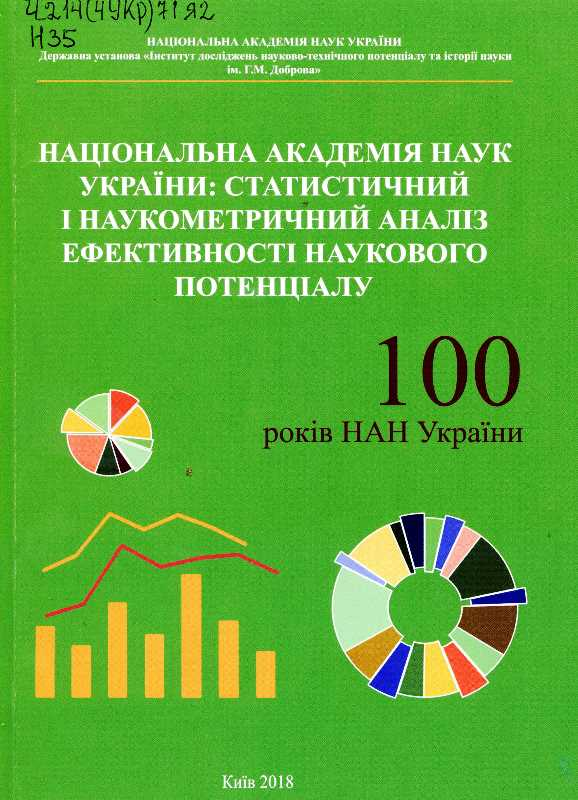 Ч214(4Укр)71я2
Н35
НАЦІОНАЛЬНА АКАДЕМІЯ НАУК УКРАЇНИ
Державна установа «Інститут досліджень науково-технічного потенціалу та історії науки
ім. Г.М. Доброва»
НАЦІОНАЛЬНА АКАДЕМІЯ НАУК
УКРАЇНИ: СТАТИСТИЧНИЙ
І НАУКОМЕТРИЧНИЙ АНАЛІЗ
ЕФЕКТИВНОСТІ НАУКОВОГО
ПОТЕНЦІАЛУ
100
років НАН України
Київ 2018